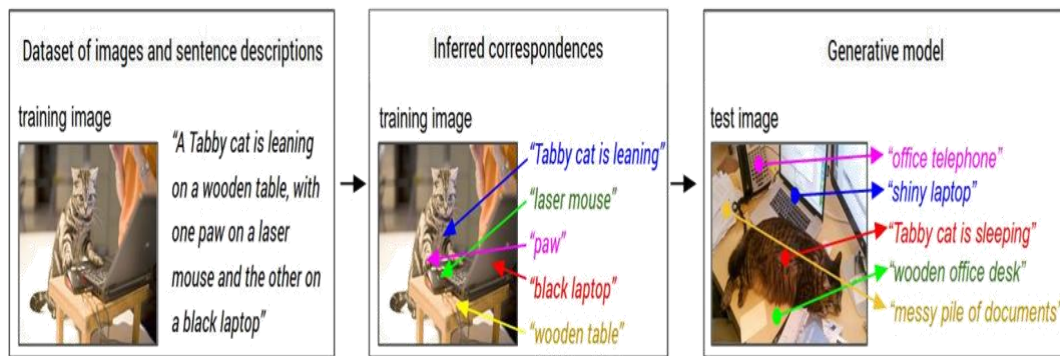 Dataset of images and sentence descriptions
training image
“A Tabby cat is leaning
on a wooden table, with
one paw on a laser
mouse and the other on
a black laptop”
Inferred correspondences
training image
“Tabby cat is leaning”
“laser mouse”
“paw”
“black laptop”
“wooden table”
Generative model
test image
“office telephone”
“shiny laptop”
“Tabby cat is sleeping”
“wooden office desk”
“messy pile of documents”